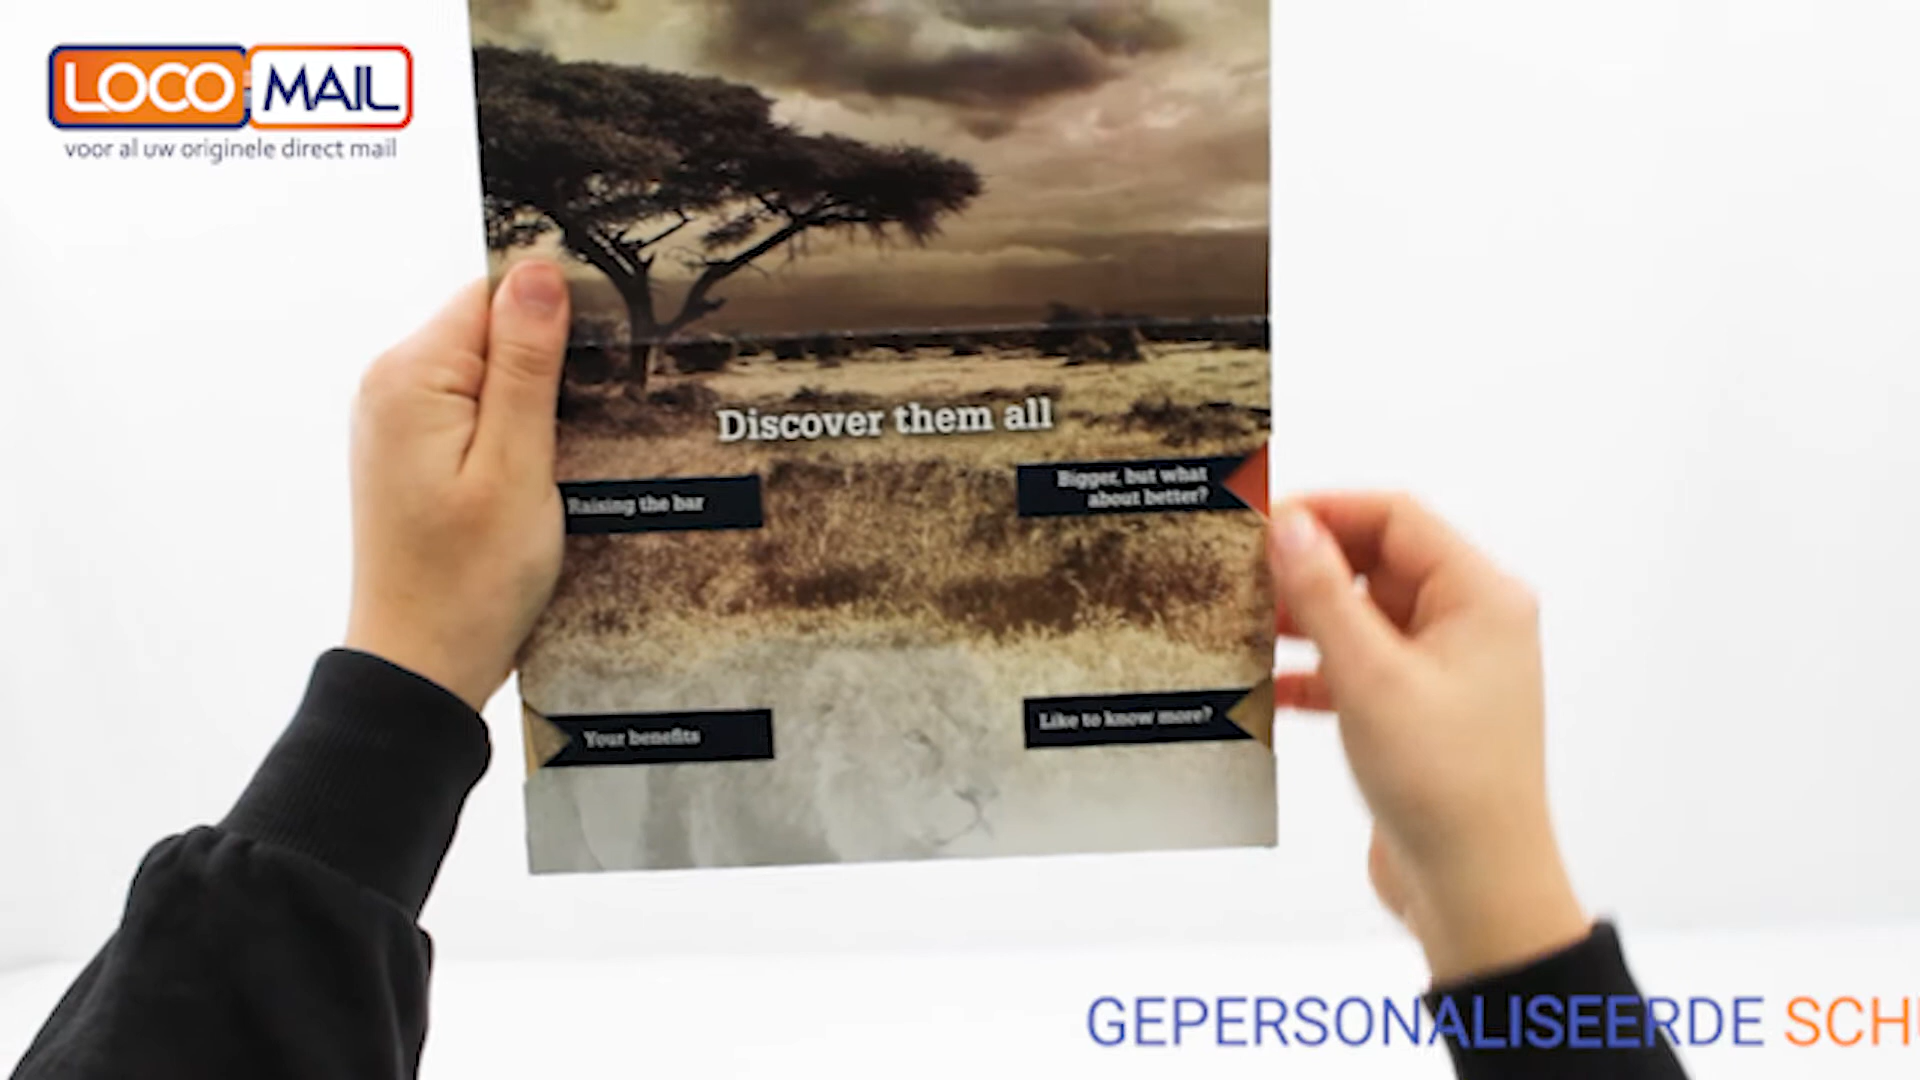 LOCO MAIL
voor al uw originele direct mail
Discover them all
Raising the bar
Bigger, but what
about better?
Your benefits
Like to know more?
GEPERSONALISEERDE